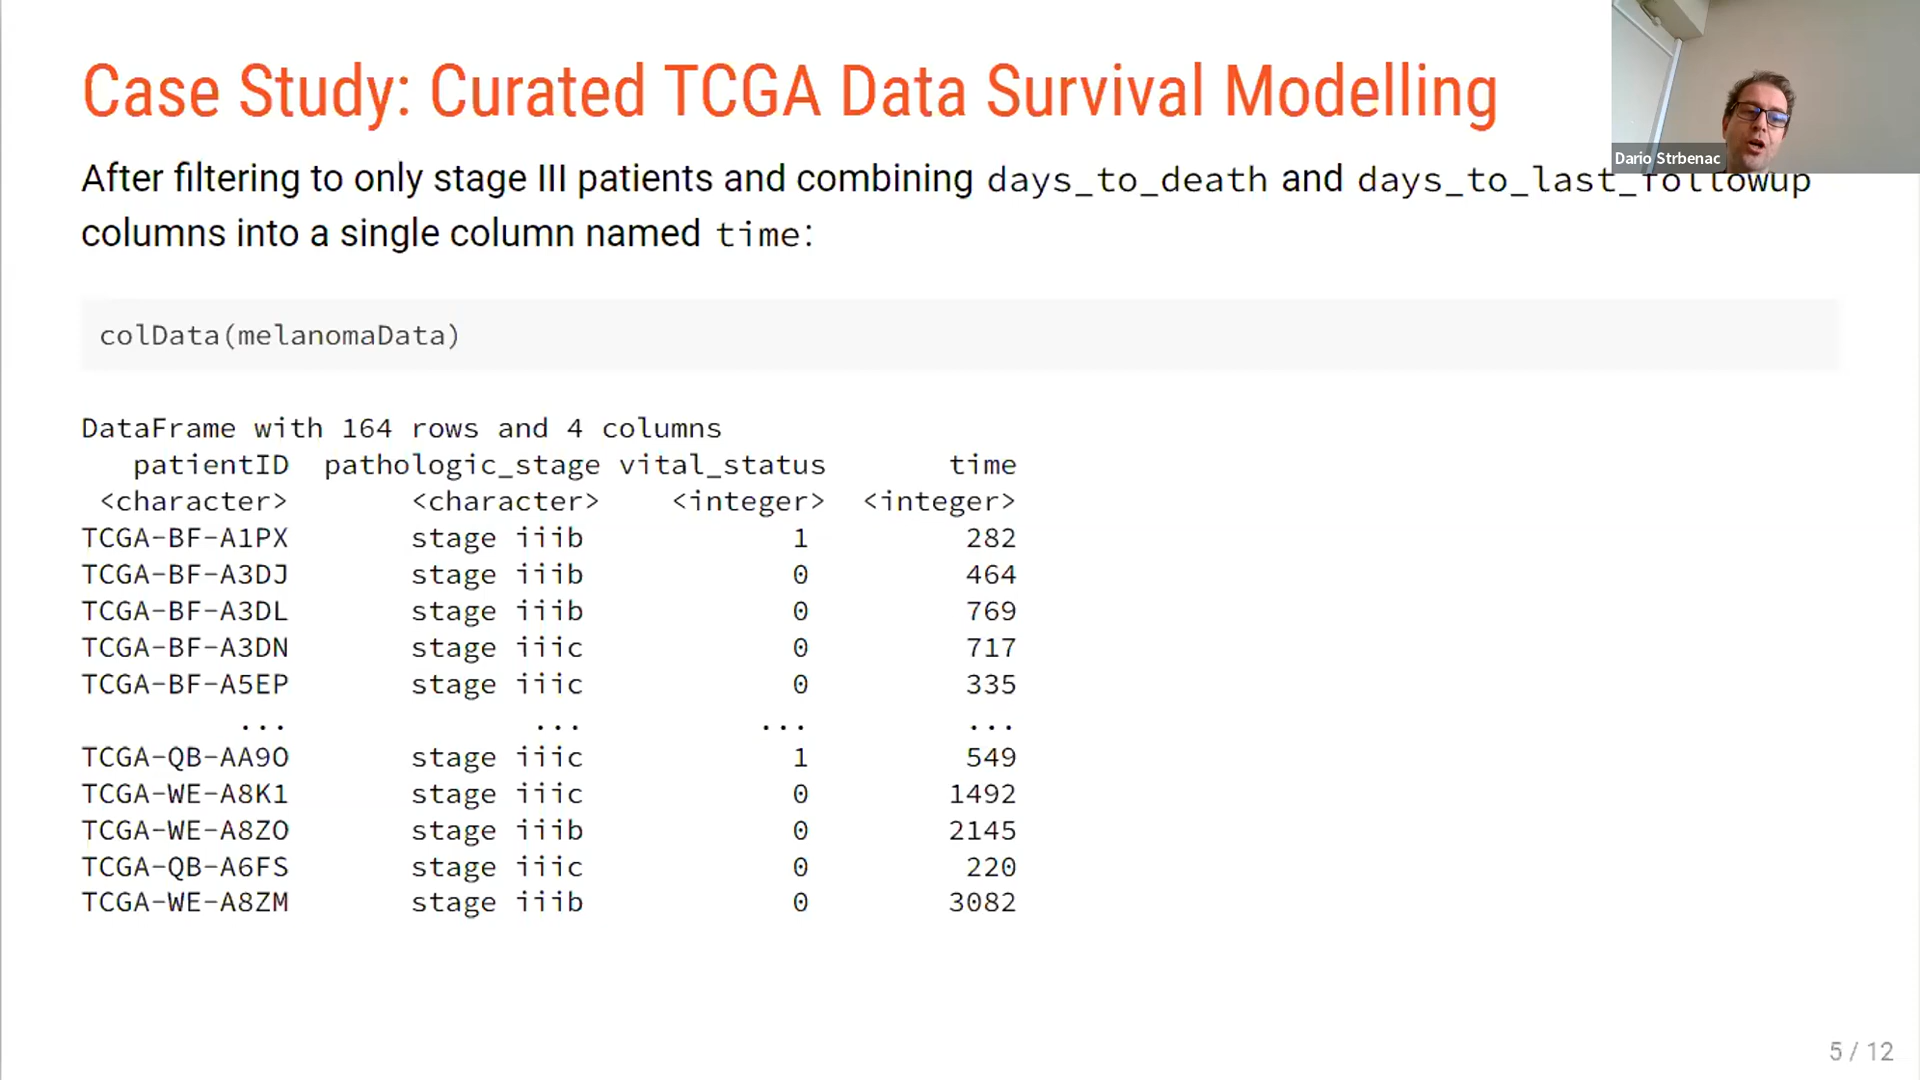 Case Study: Curated TCGA Data Survival Modelling
Dario Strbenac
After filtering to only stage III patients and combining days_to_death and days_to_last_followup
columns into a single column named time:
colData(melanomaData)
DataFrame with 164 rows and 4 columns
patientID pathologic_stage vital_status time
<character> <character> <integer> <integer>
TCGA-BF-A1PX stage iiib 1 282
TCGA-BF-A3DJ stage iiib 0 464
TCGA-BF-A3DL stage iiib 0 769
TCGA-BF-A3DN stage iiic 0 717
TCGA-BF-A5EP stage iiic 0 335
... ... ... ...
TCGA-QB-AA9O stage iiic 1 549
TCGA-WE-A8K1 stage iiic 0 1492
TCGA-WE-A8ZO stage iiib 0 2145
TCGA-QB-A6FS stage iiic 0 220
TCGA-WE-A8ZM stage iiib 0 3082
5 / 12